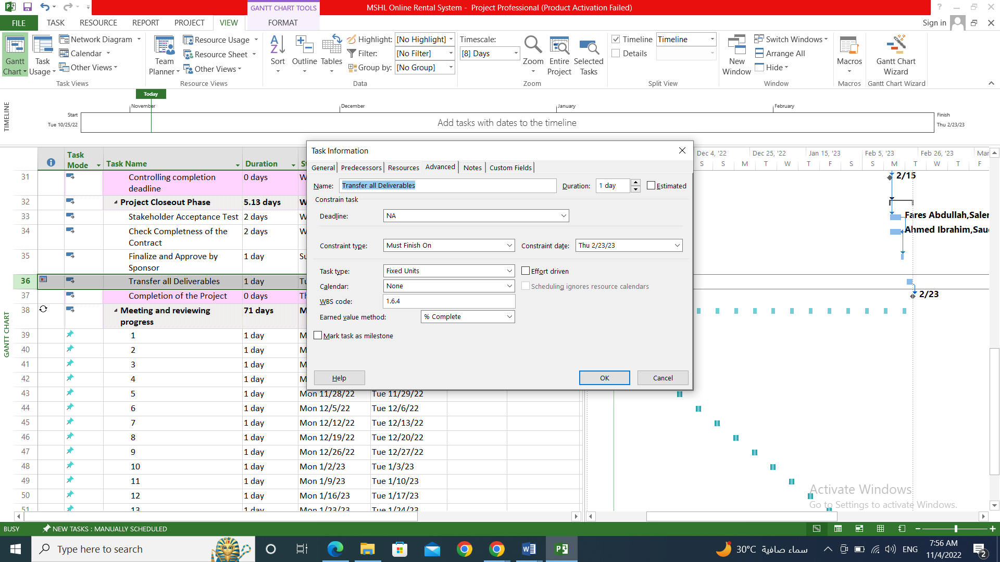 GANTT CHART TOOLS
MSHL Online Rental System - Project Professional (Product Activation Failed)
FILE TASK RESOURCE REPORT PROJECT VIEW FORMAT Sign in
Gantt Chart
Task Usage
Network Diagram
Calendar
Other Views
Task Views
Team Planner
Resource Usage
Resource Sheet
Other Views
Resource Views
Sort
Outline
Tables
Highlight: [No Highlight]
Filter: [No Filter]
Group by: [No Group]
Data
Timescale:
[8] Days
Zoom
Entire Project
Selected Tasks
Zoom
Timeline Timeline
Details
Split View
New Window
Switch Windows
Arrange All
Hide
Window
Macros
Macros
Gantt Chart Wizard
Gantt Chart Wizard
TIMELINE
Today
November December January February
Start
Tue 10/25/22
Add tasks with dates to the timeline
Finish
Thu 2/23/23
GANTT CHART
Task Mode Task Name Duration
31 Controlling completion deadline 0 days
32 Project Closeout Phase 5.13 days
33 Stakeholder Acceptance Test 2 days
34 Check Completness of the Contract 2 days
35 Finalize and Approve by Sponsor 1 day
36 Transfer all Deliverables 1 day
37 Completion of the Project 0 days
38 Meeting and reviewing progress 71 days
39 1 1 day
40 2 1 day
41 3 1 day
42 4 1 day
43 5 1 day Mon 11/28/22 Tue 11/29/22
44 6 1 day Mon 12/5/22 Tue 12/6/22
45 7 1 day Mon 12/12/22 Tue 12/13/22
46 8 1 day Mon 12/19/22 Tue 12/20/22
47 9 1 day Mon 12/26/22 Tue 12/27/22
48 10 1 day Mon 1/2/23 Tue 1/3/23
49 11 1 day Mon 1/9/23 Tue 1/10/23
50 12 1 day Mon 1/16/23 Tue 1/17/23
51 13 1 day Mon 1/23/23 Tue 1/24/23
Task Information
General Predecessors Resources Advanced Notes Custom Fields
Name: Transfer all Deliverables Duration: 1 day Estimated
Constrain task
Deadline: NA
Constraint type: Must Finish On Constraint date: Thu 2/23/23
Task type: Fixed Units Effort driven
Calendar: None Scheduling ignores resource calendars
WBS code: 1.6.4
Earned value method: % Complete
Mark task as milestone
Help OK Cancel
Dec 4, '22 Dec 25, '22 Jan 15, '23 Feb 5, '23 Feb 26, '23 Mar
S S M T W T F S S M T W T F
2/15
Fares Abdullah,Saler
Ahmed Ibrahim,Sau
2/23
Activate Windows
Go to Settings to activate Windows.
BUSY NEW TASKS : MANUALLY SCHEDULED
Type here to search
30°C سماء صافية
ENG
7:56 AM
11/4/2022
2